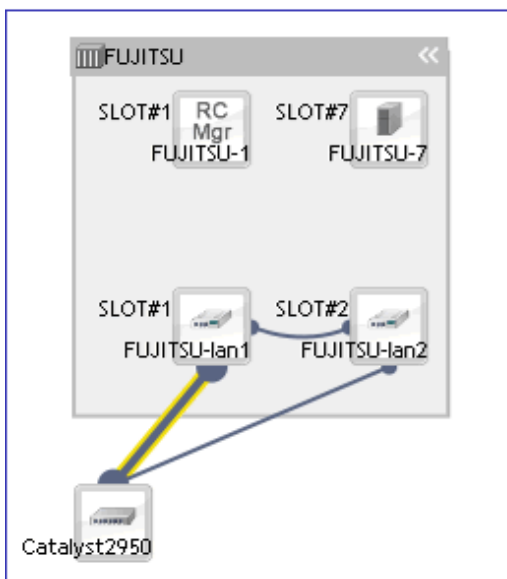 FUJITSU
SLOT#1 RC Mgr SLOT#7
FUJITSU-1 FUJITSU-7
SLOT#1 SLOT#2
FUJITSU-lan1 FUJITSU-lan2
Catalyst2950